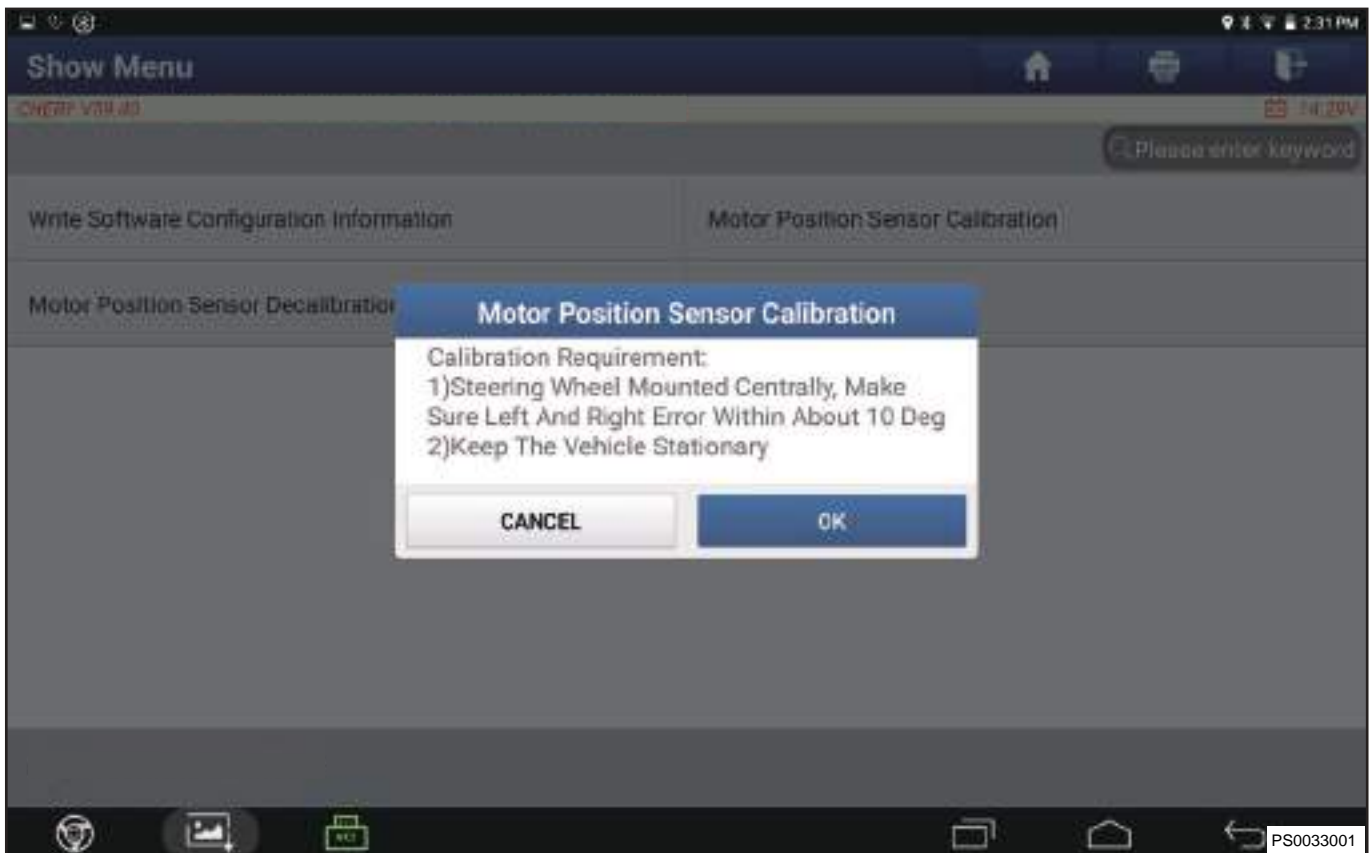 2:31 PM
Show Menu
CHERY
Please enter keyword
Write Software Configuration Information
Motor Position Sensor Calibration
Motor Position Sensor Decalibration
Motor Position Sensor Calibration
Calibration Requirement:
1)Steering Wheel Mounted Centrally, Make
Sure Left And Right Error Within About 10 Deg
2)Keep The Vehicle Stationary
CANCEL
OK
VCI
PS0033001